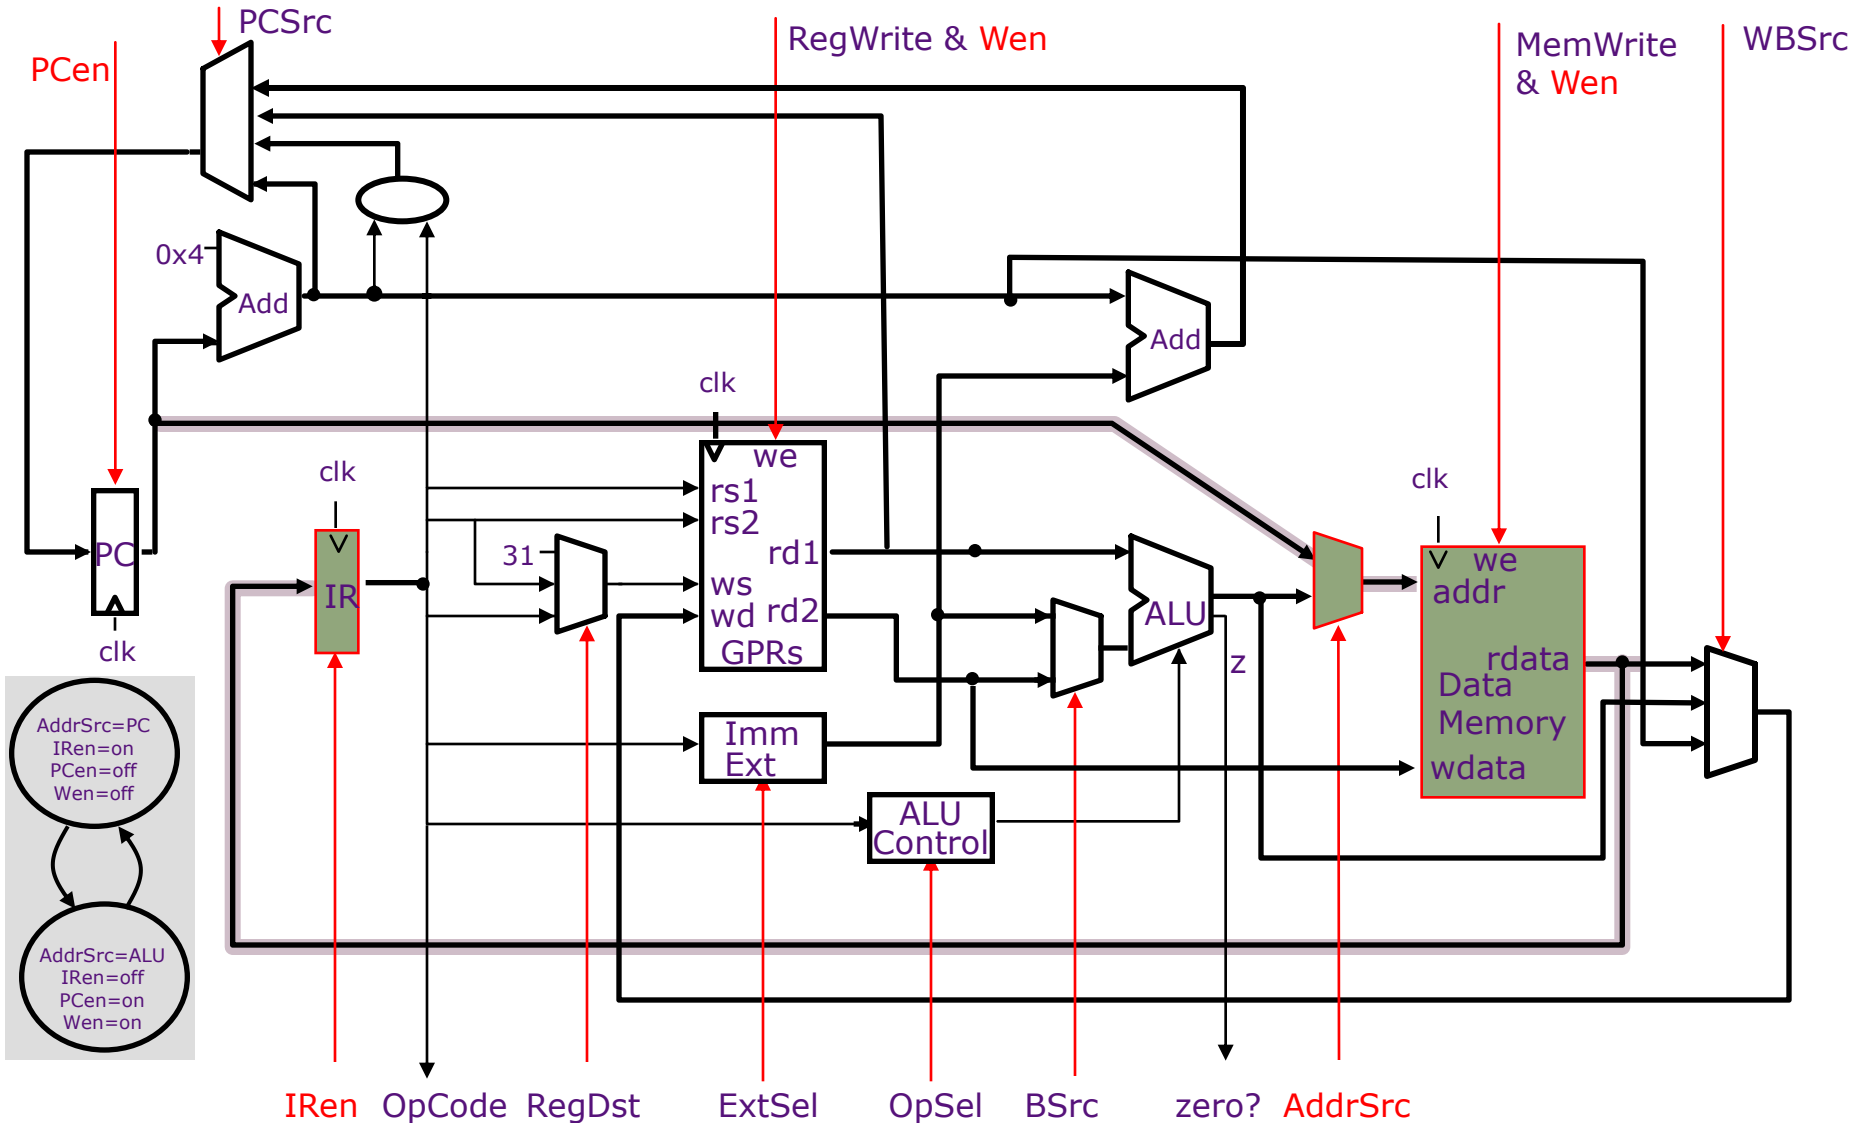 PCSrc
RegWrite & Wen
MemWrite
& Wen
WBSrc
PCen
0x4
Add
Add
clk
clk
clk
we
rs1
rs2
rd1
31
ws
wd
rd2
GPRs
PC
clk
IR
ALU
z
we
addr
rdata
Data
Memory
wdata
Imm
Ext
ALU
Control
AddrSrc=PC
IRen=on
PCen=off
Wen=off
AddrSrc=ALU
IRen=off
PCen=on
Wen=on
IRen
OpCode
RegDst
ExtSel
OpSel
BSrc
zero?
AddrSrc